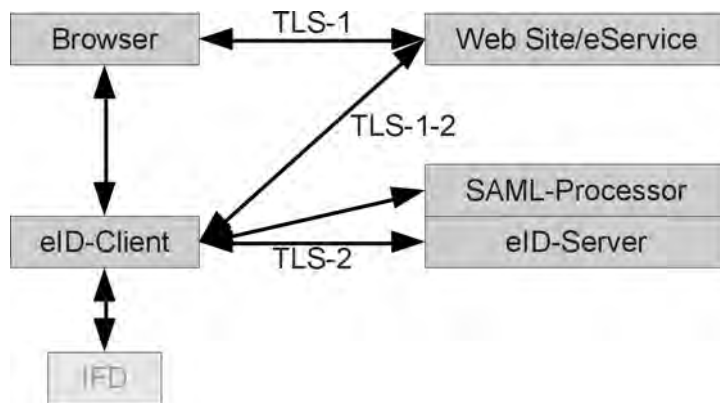 Browser
TLS-1
Web Site/eService
TLS-1-2
SAML-Processor
eID-Client
eID-Server
TLS-2
IFD